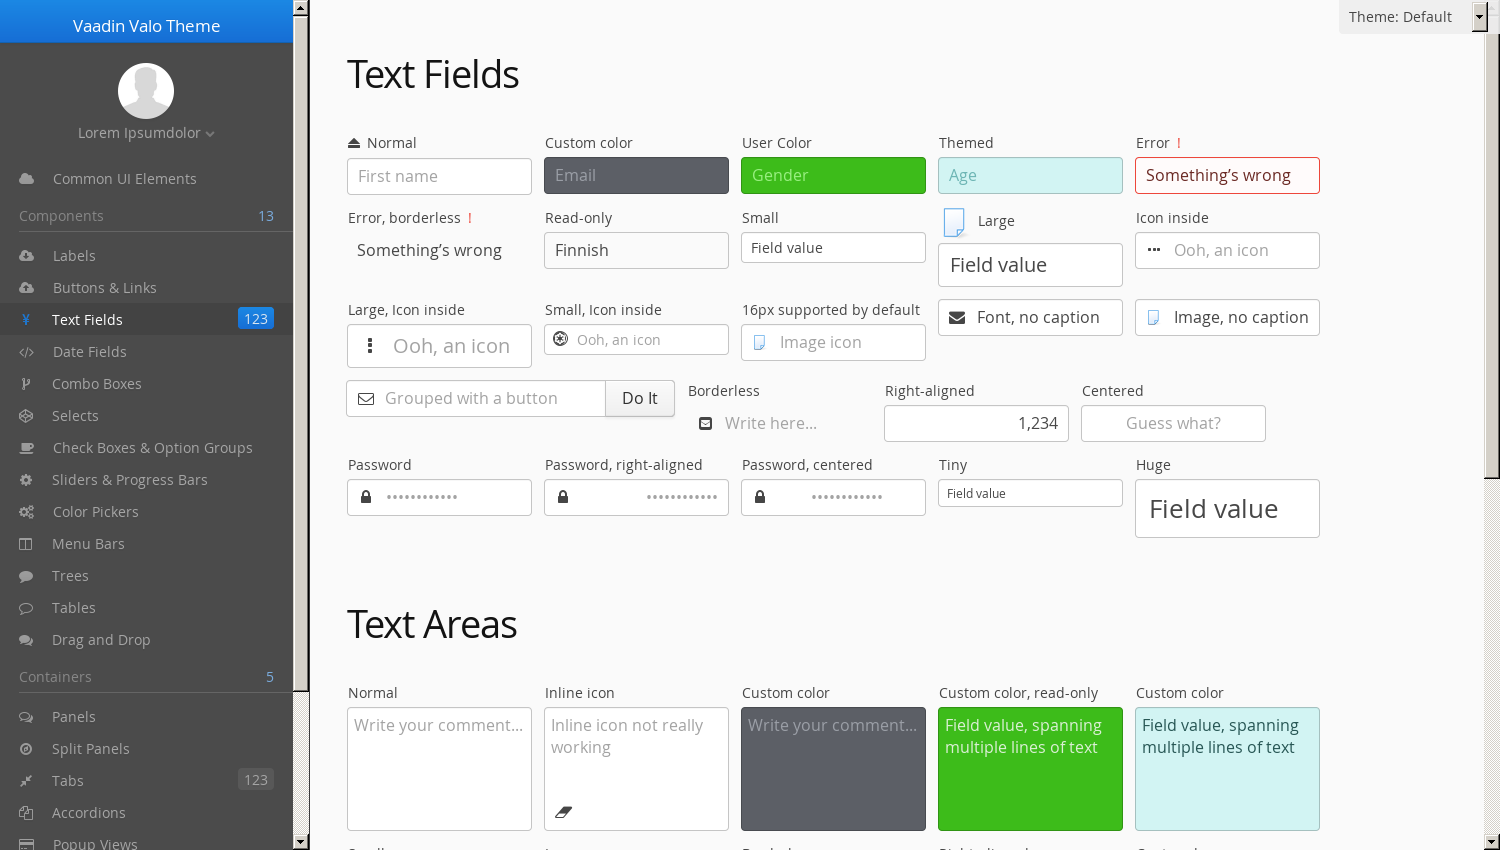 Vaadin Valo Theme
Lorem Ipsumdolor
Common UI Elements
Components 13
Labels
Buttons & Links
Text Fields 123
Date Fields
Combo Boxes
Selects
Check Boxes & Option Groups
Sliders & Progress Bars
Color Pickers
Menu Bars
Trees
Tables
Drag and Drop
Containers 5
Panels
Split Panels
Tabs 123
Accordions
Popup Views
Theme: Default
Text Fields
Normal Custom color User Color Themed Error !
First name Email Gender Age Something’s wrong
Error, borderless ! Read-only Small Large Icon inside
Something’s wrong Finnish Field value Field value Ooh, an icon
Large, Icon inside Small, Icon inside 16px supported by default Font, no caption Image, no caption
Ooh, an icon Ooh, an icon Image icon
Grouped with a button Do It Borderless Right-aligned Centered
Write here... 1,234 Guess what?
Password Password, right-aligned Password, centered Tiny Huge
•••••••••••• •••••••••••• •••••••••••• Field value Field value
Text Areas
Normal Inline icon Custom color Custom color, read-only Custom color
Write your comment... Inline icon not really Write your comment... Field value, spanning Field value, spanning
working multiple lines of text multiple lines of text